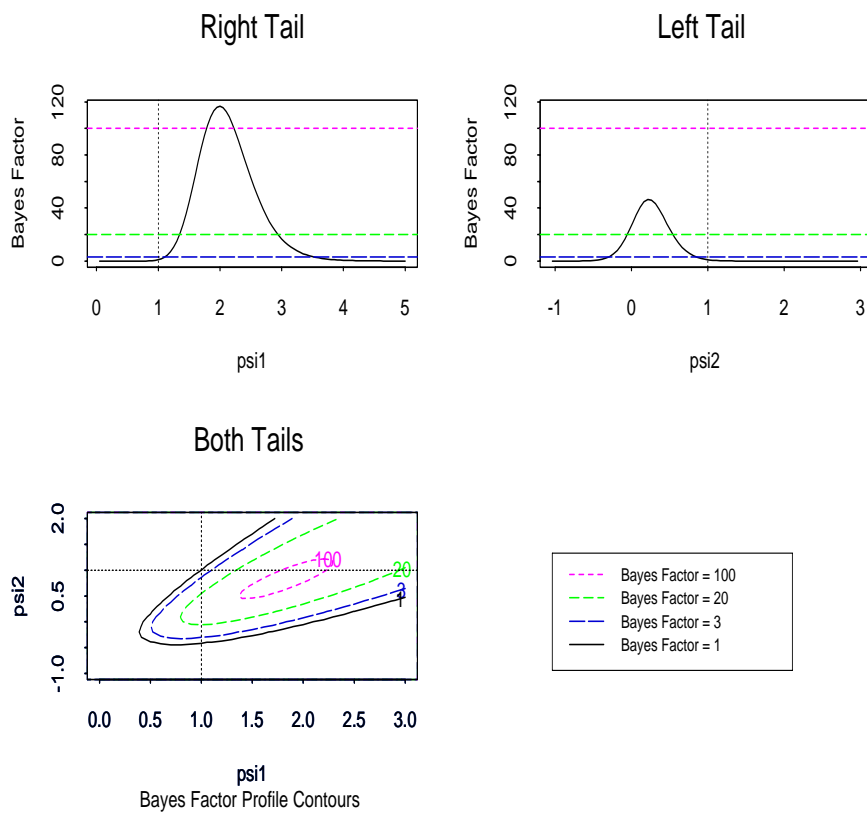 Right Tail
Bayes Factor
120
80
40
0
0 1 2 3 4 5
psi1
Left Tail
Bayes Factor
120
80
40
0
-1 0 1 2 3
psi2
Both Tails
psi2
2.0
0.5
-1.0
100
20
3
1
0.0 0.5 1.0 1.5 2.0 2.5 3.0
psi1
Bayes Factor Profile Contours
Bayes Factor = 100
Bayes Factor = 20
Bayes Factor = 3
Bayes Factor = 1